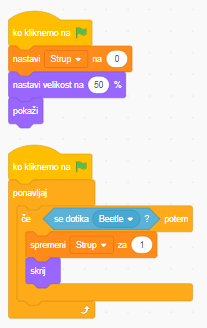 ko kliknemo na
nastavi Strup na 0
nastavi velikost na 50 %
pokaži
ko kliknemo na
ponavljaj
če se dotika Beetle ? potem
spremeni Strup za 1
skrij